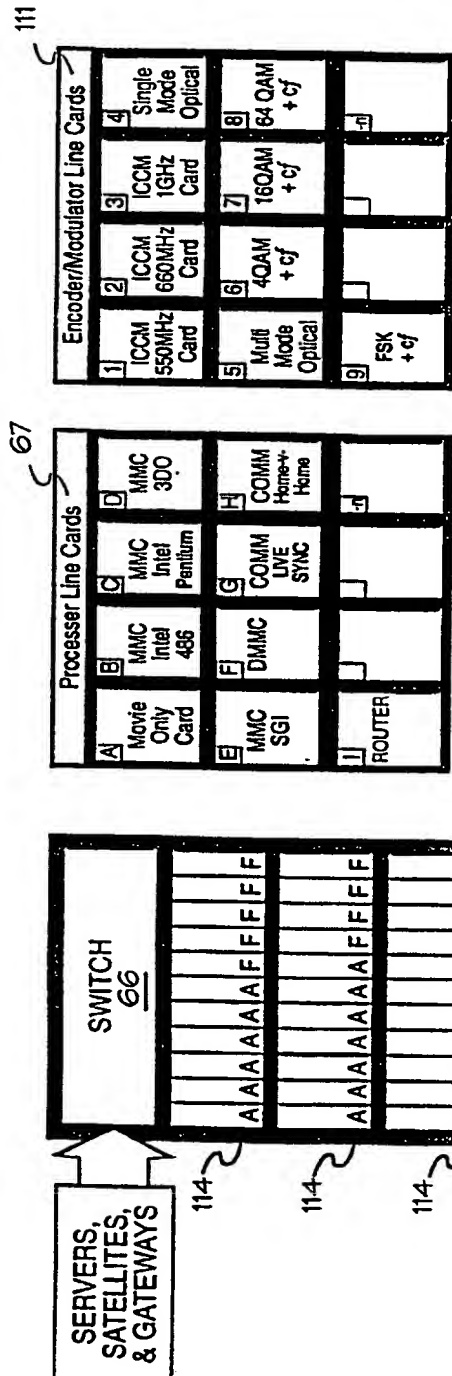 SERVERS,
SATELLITES,
& GATEWAYS
SWITCH
66
114
A A A A A A F F F F F
114
A A A A A A A F F F F
114
67
Processer Line Cards
A
Movie
Only
Card
B
MMC
Intel
486
C
MMC
Intel
Pentium
D
MMC
3DO
E
MMC
SGI
F
DMMC
G
COMM
LIVE
SYNC
H
COMM
Home-v-
Home
I
ROUTER
-n
111
Encoder/Modulator Line Cards
1
ICCM
550MHz
Card
2
ICCM
660MHz
Card
3
ICCM
1GHz
Card
4
Single
Mode
Optical
5
Multi
Mode
Optical
6
4QAM
+ cf
7
16QAM
+ cf
8
64 QAM
+ cf
9
FSK
+ cf
-n